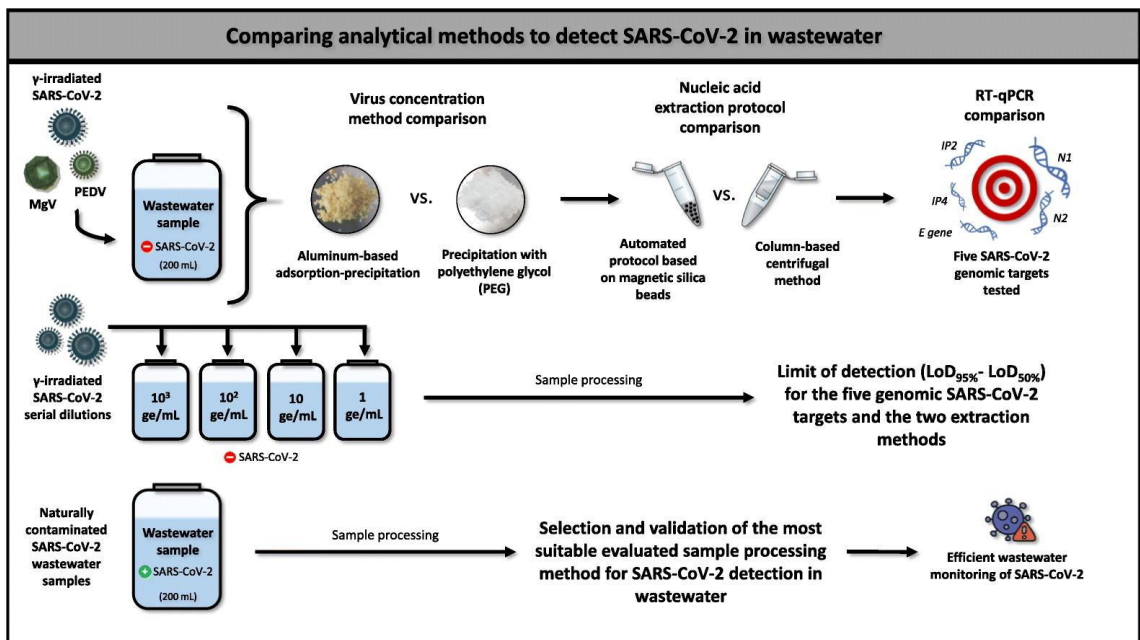 Comparing analytical methods to detect SARS-CoV-2 in wastewater
γ-irradiated
SARS-CoV-2
MgV
PEDV
Wastewater
sample
SARS-CoV-2
(200 mL)
Virus concentration
method comparison
VS.
Aluminum-based
adsorption-precipitation
Precipitation with
polyethylene glycol
(PEG)
Nucleic acid
extraction protocol
comparison
VS.
Automated
protocol based
on magnetic silica
beads
Column-based
centrifugal
method
RT-qPCR
comparison
IP2
N1
IP4
N2
E gene
Five SARS-CoV-2
genomic targets
tested
γ-irradiated
SARS-CoV-2
serial dilutions
10³
ge/mL
10²
ge/mL
10
ge/mL
1
ge/mL
SARS-CoV-2
Sample processing
Limit of detection (LoD95%- LoD50%)
for the five genomic SARS-CoV-2
targets and the two extraction
methods
Naturally
contaminated
SARS-CoV-2
wastewater
samples
Wastewater
sample
SARS-CoV-2
(200 mL)
Sample processing
Selection and validation of the most
suitable evaluated sample processing
method for SARS-CoV-2 detection in
wastewater
Efficient wastewater
monitoring of SARS-CoV-2